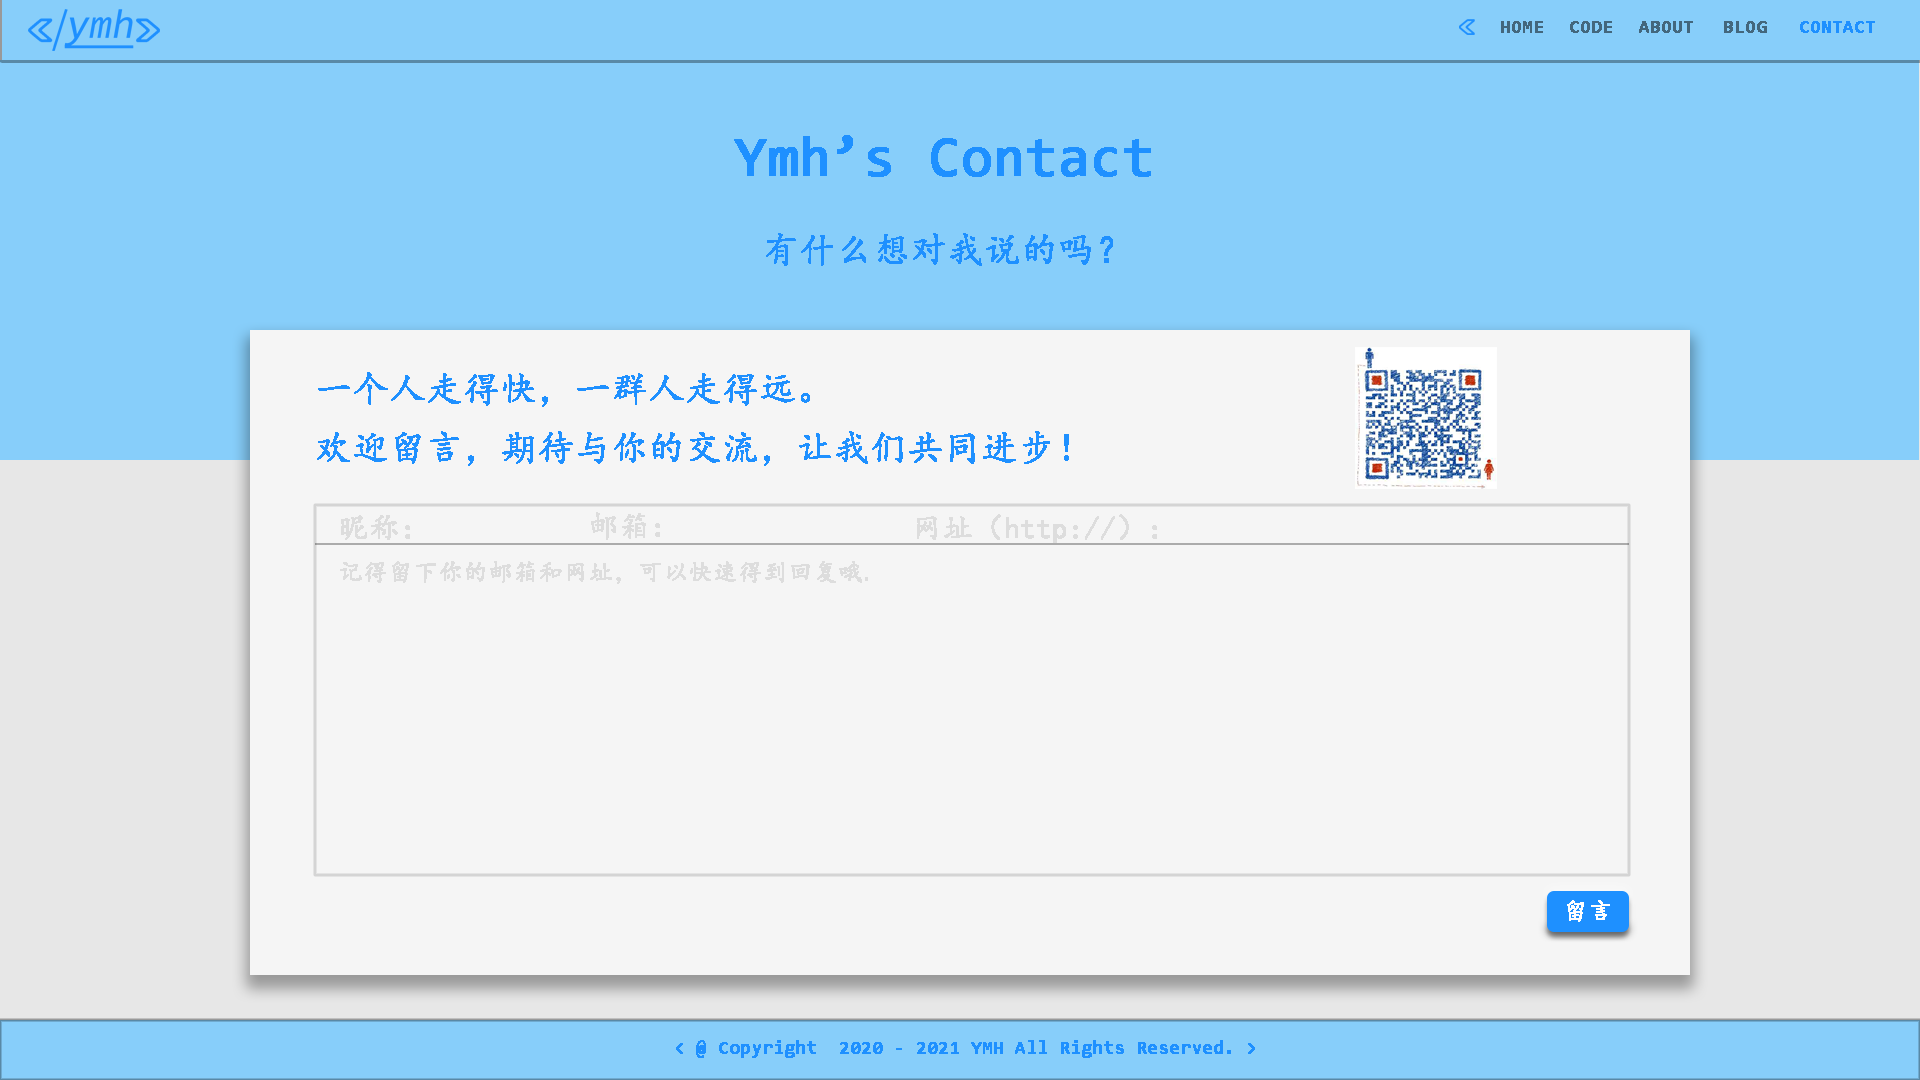 </ymh>
HOME CODE ABOUT BLOG CONTACT
Ymh’s Contact
有什么想对我说的吗?
一个人走得快，一群人走得远。
欢迎留言，期待与你的交流，让我们共同进步！
昵称： 邮箱： 网址（http://）：
记得留下你的邮箱和网址，可以快速得到回复哦.
留言
< @ Copyright  2020 - 2021 YMH All Rights Reserved. >